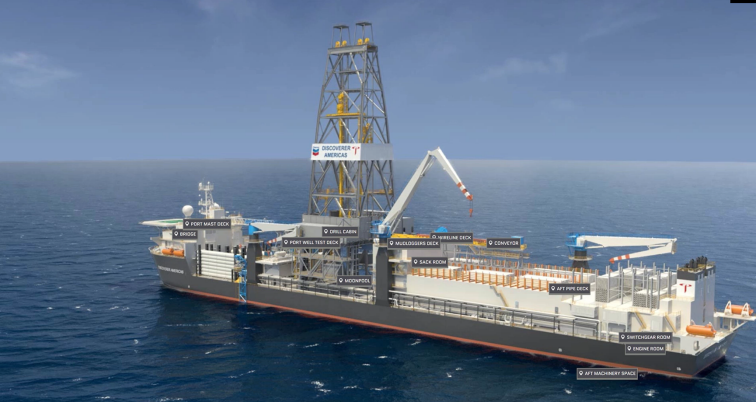 DISCOVERER
AMERICAS
PORT MAST DECK
BRIDGE
DRILL CABIN
PORT WELL TEST DECK
MUDLOGGERS DECK
WIRELINE DECK
CONVEYOR
SACK ROOM
MOONPOOL
AFT PIPE DECK
SWITCHGEAR ROOM
ENGINE ROOM
AFT MACHINERY SPACE